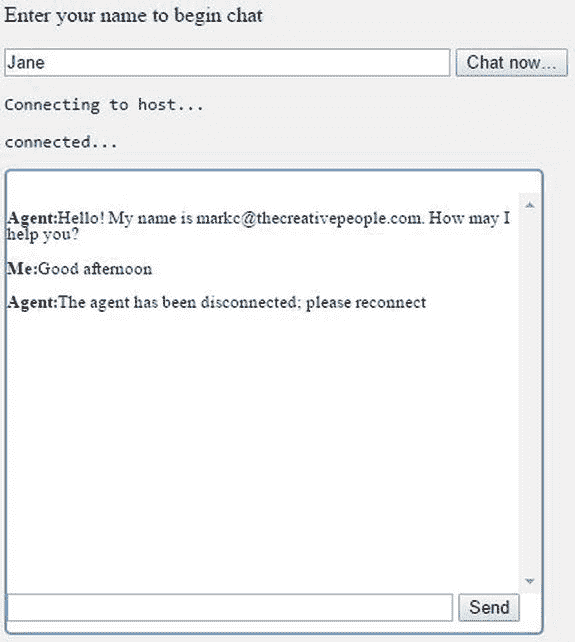 Enter your name to begin chat
Jane
Chat now...
Connecting to host...
connected...
Agent:Hello! My name is markc@thecreativepeople.com. How may I
help you?
Me:Good afternoon
Agent:The agent has been disconnected; please reconnect
Send